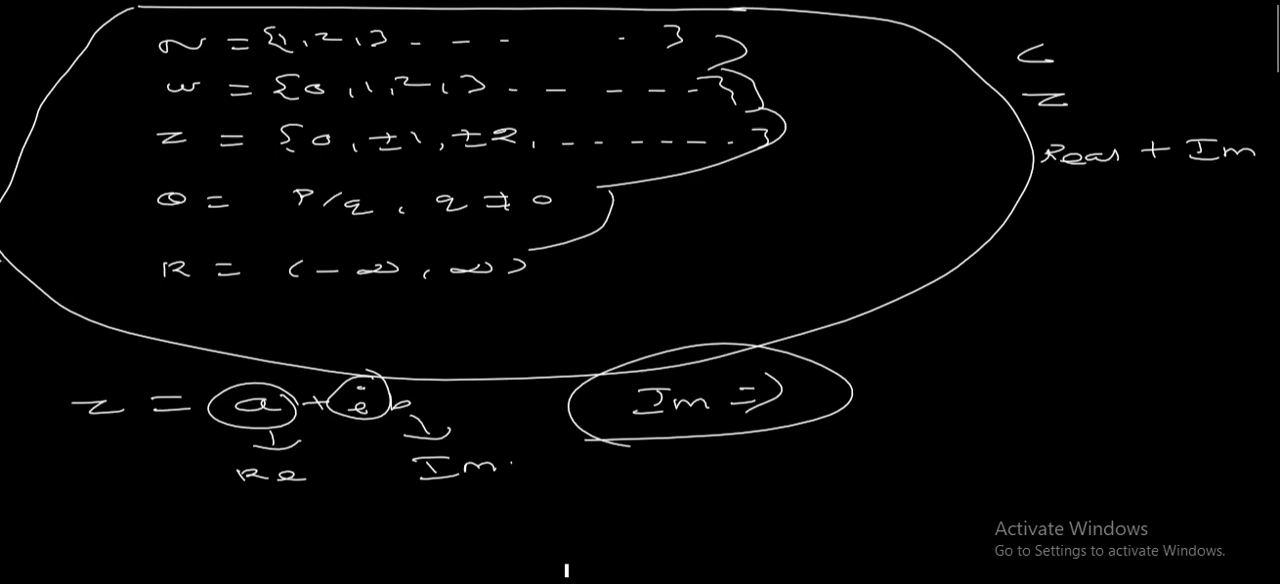 N = {1, 2, 3 - - - . }
W = {0, 1, 2, 3 - - - - - - }
Z = {0, ±1, ±2, - - - - - - . }
Q = P/q, q ≠ 0
R = (-∞, ∞)
C
Z
Real + Im
z = a + ib
Re
Im.
Im ⇒
Activate Windows
Go to Settings to activate Windows.